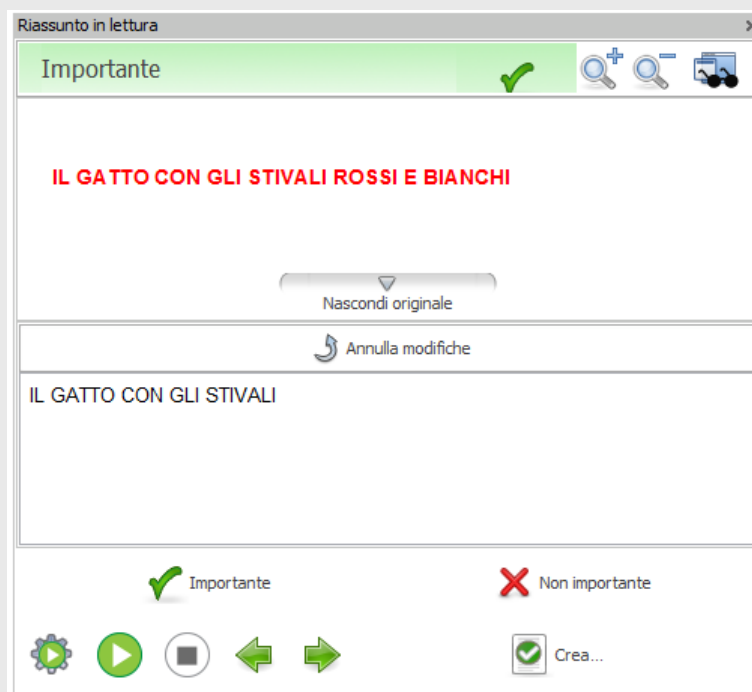 Riassunto in lettura
Importante
IL GATTO CON GLI STIVALI ROSSI E BIANCHI
Nascondi originale
Annulla modifiche
IL GATTO CON GLI STIVALI
Importante Non importante
Crea...